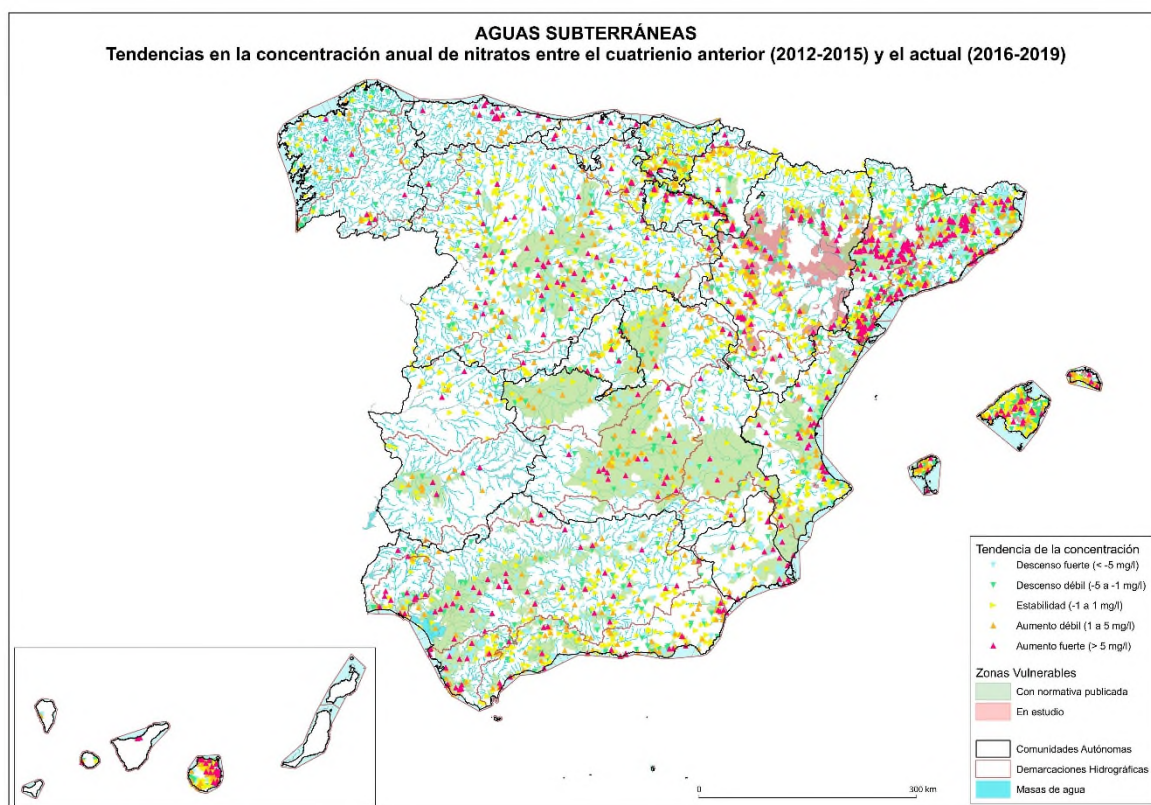 AGUAS SUBTERRÁNEAS
Tendencias en la concentración anual de nitratos entre el cuatrienio anterior (2012-2015) y el actual (2016-2019)
Tendencia de la concentración
Descenso fuerte (< -5 mg/l)
Descenso débil (-5 a -1 mg/l)
Estabilidad (-1 a 1 mg/l)
Aumento débil (1 a 5 mg/l)
Aumento fuerte (> 5 mg/l)
Zonas Vulnerables
Con normativa publicada
En estudio
Comunidades Autónomas
Demarcaciones Hidrográficas
Masas de agua
0 300 km